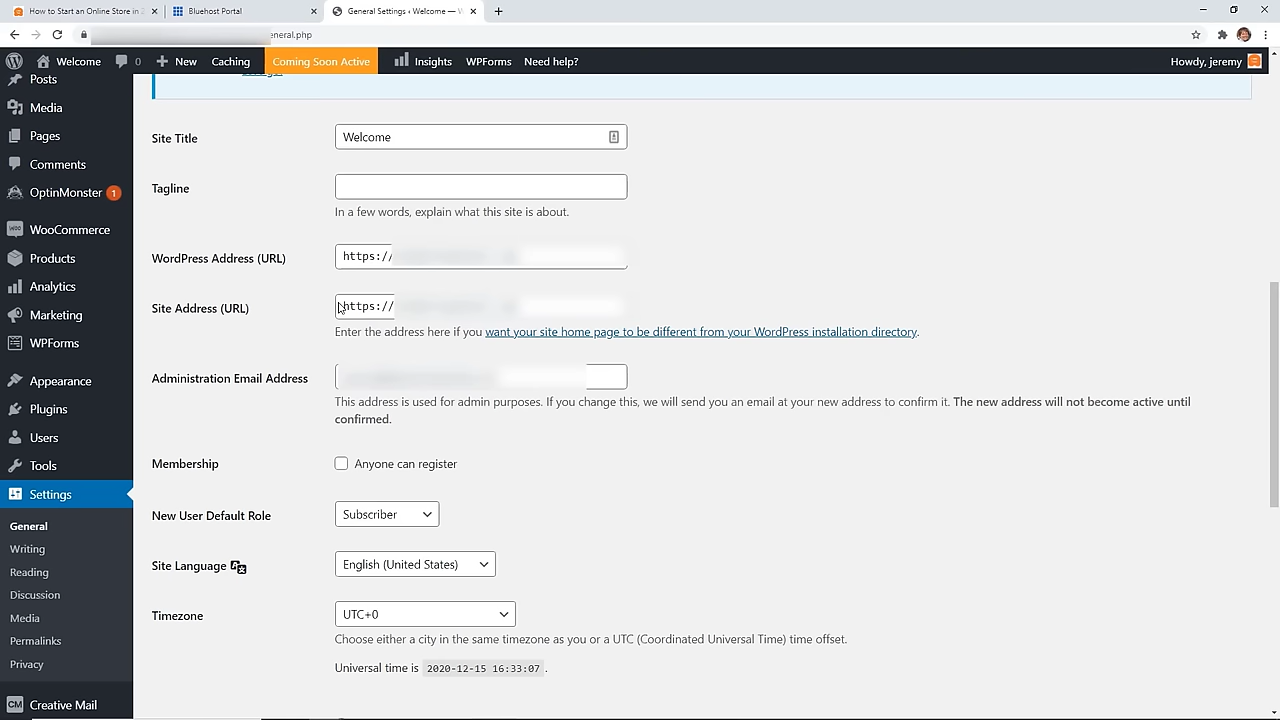 How to Start an Online Store in 2
Bluehost Portal
General Settings ‹ Welcome — W
eneral.php
Welcome
0
New
Caching
Coming Soon Active
Insights
WPForms
Need help?
Howdy, jeremy
Posts
Media
Pages
Comments
OptinMonster 1
WooCommerce
Products
Analytics
Marketing
WPForms
Appearance
Plugins
Users
Tools
Settings
General
Writing
Reading
Discussion
Media
Permalinks
Privacy
CM Creative Mail
Site Title
Welcome
Tagline
In a few words, explain what this site is about.
WordPress Address (URL)
https://
Site Address (URL)
https://
Enter the address here if you want your site home page to be different from your WordPress installation directory.
Administration Email Address
This address is used for admin purposes. If you change this, we will send you an email at your new address to confirm it. The new address will not become active until
confirmed.
Membership
Anyone can register
New User Default Role
Subscriber
Site Language
English (United States)
Timezone
UTC+0
Choose either a city in the same timezone as you or a UTC (Coordinated Universal Time) time offset.
Universal time is 2020-12-15 16:33:07 .